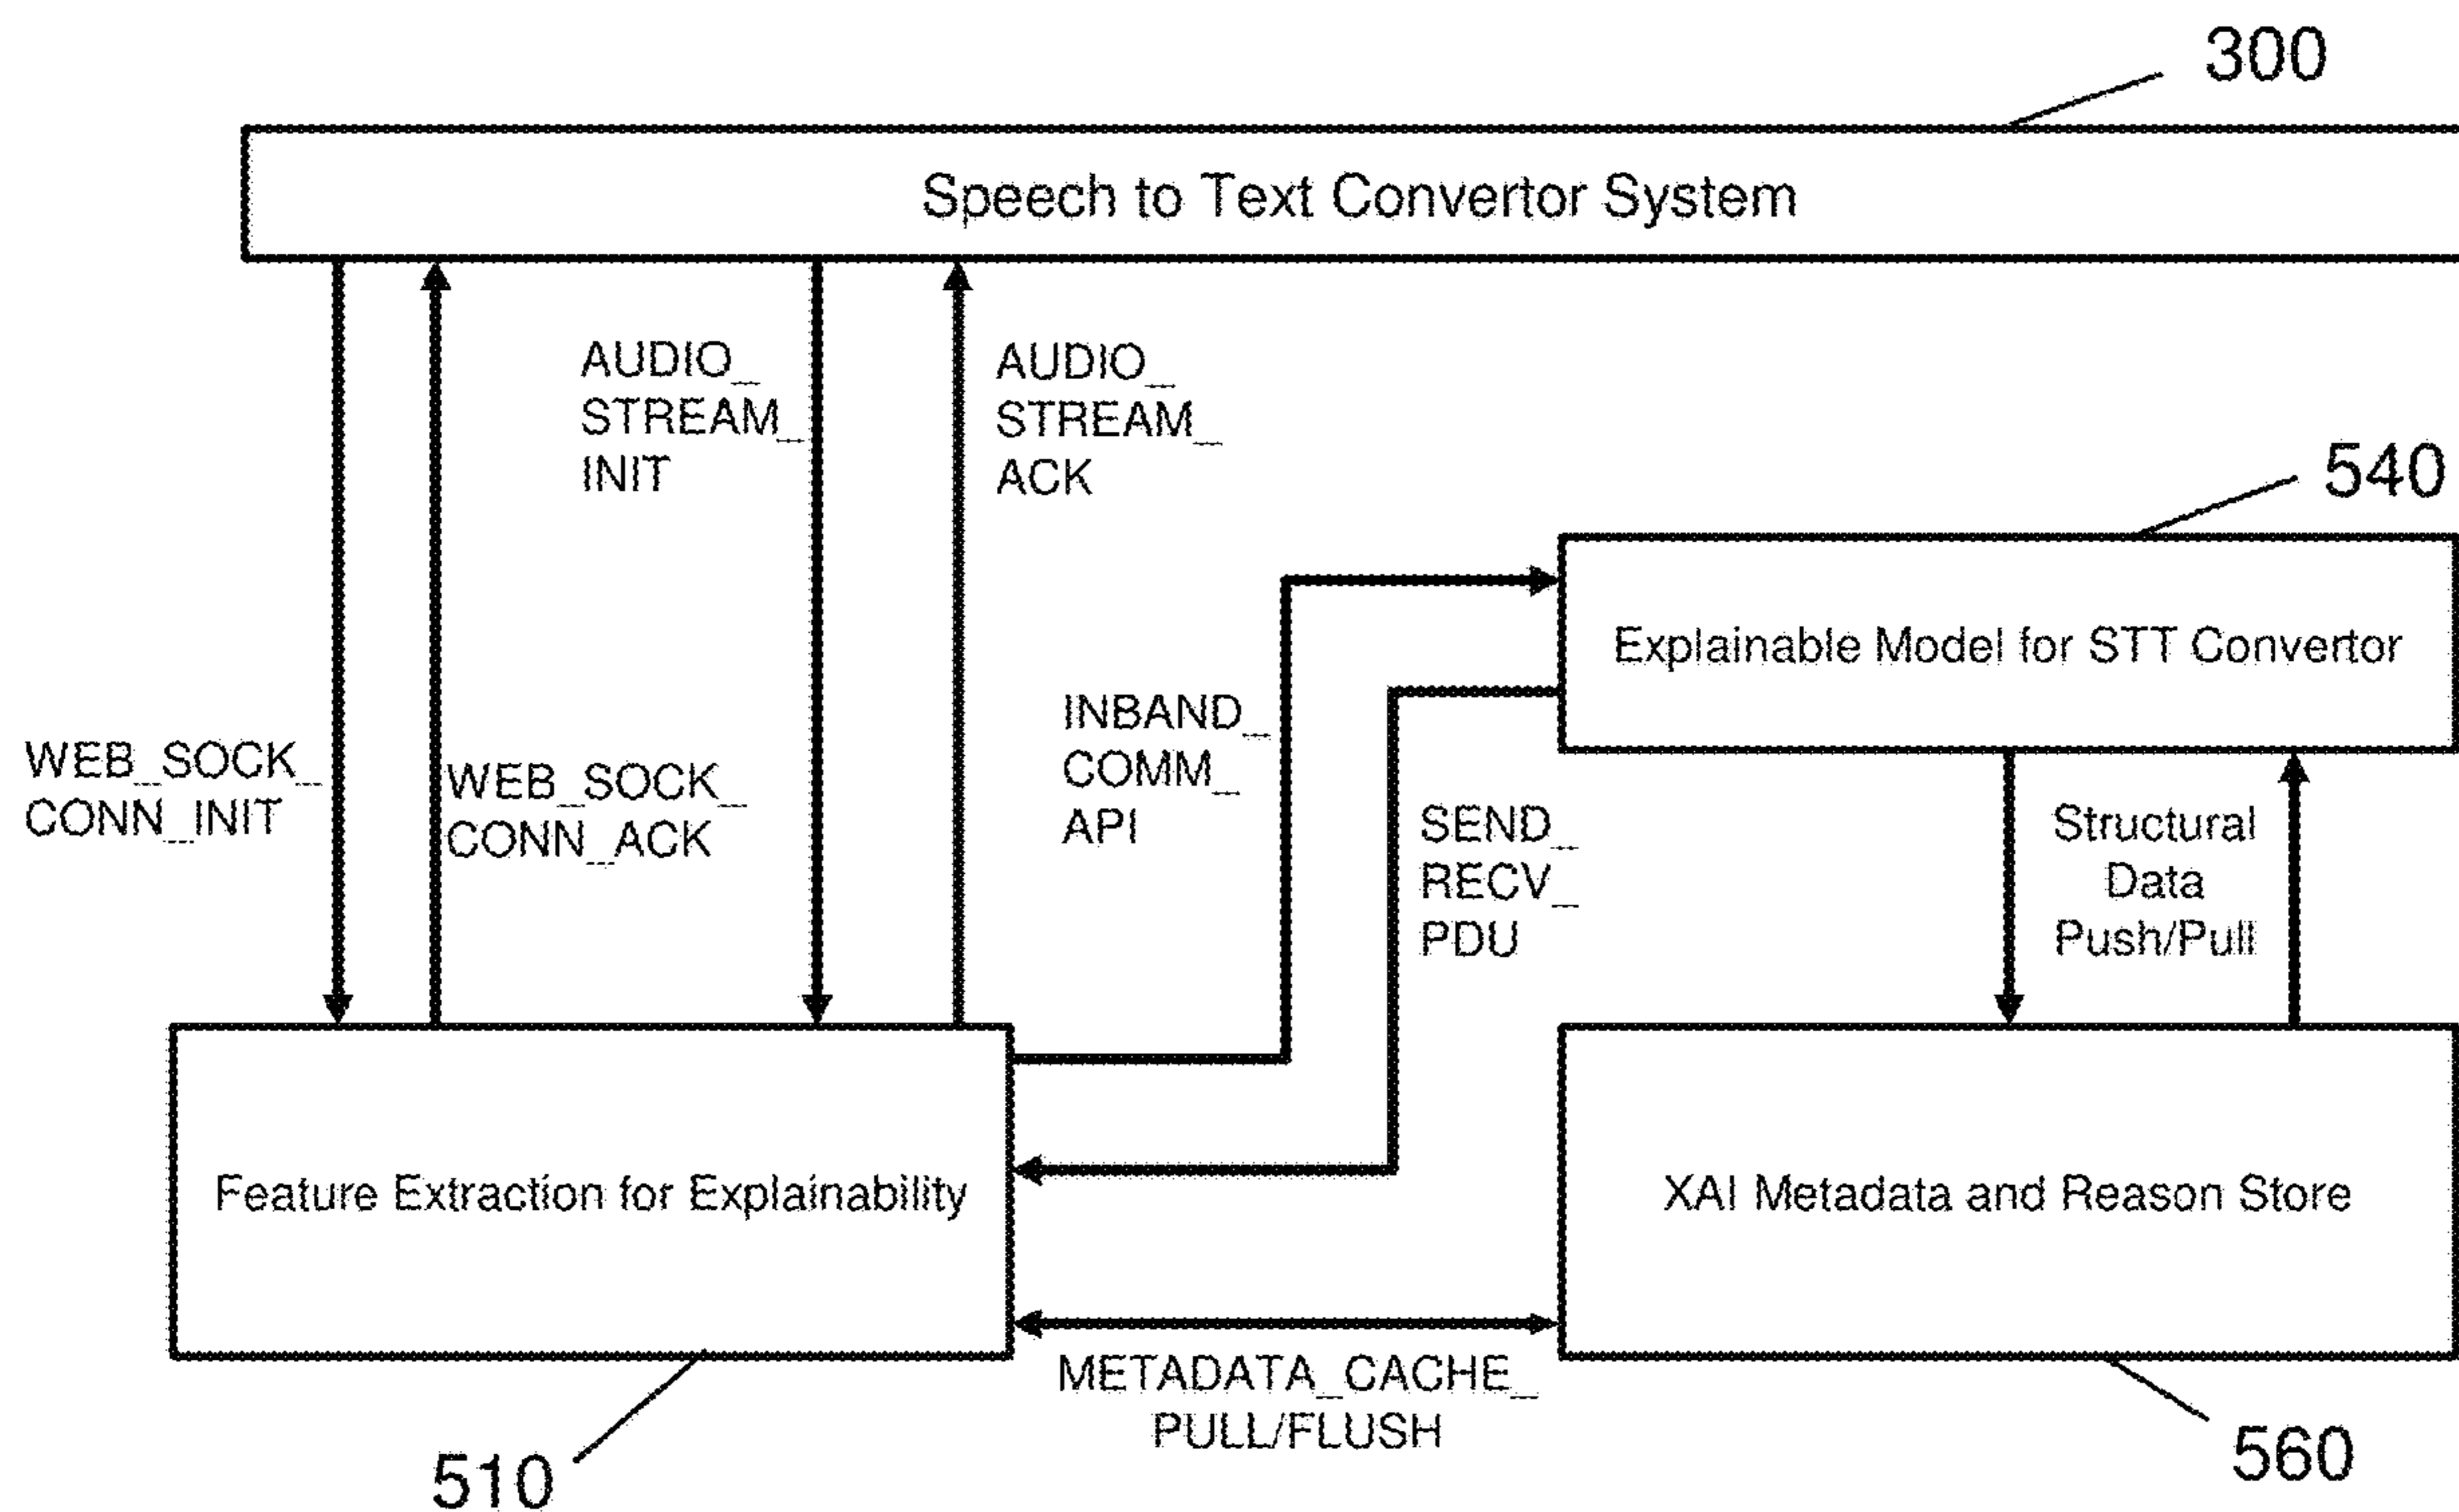 300
Speech to Text Convertor System
AUDIO_
STREAM_
INIT
AUDIO_
STREAM_
ACK
540
Explainable Model for STT Convertor
WEB_SOCK_
CONN_INIT
WEB_SOCK_
CONN_ACK
INBAND_
COMM_
API
SEND_
RECV_
PDU
Structural
Data
Push/Pull
Feature Extraction for Explainability
XAI Metadata and Reason Store
METADATA_CACHE_
PULL/FLUSH
510
560